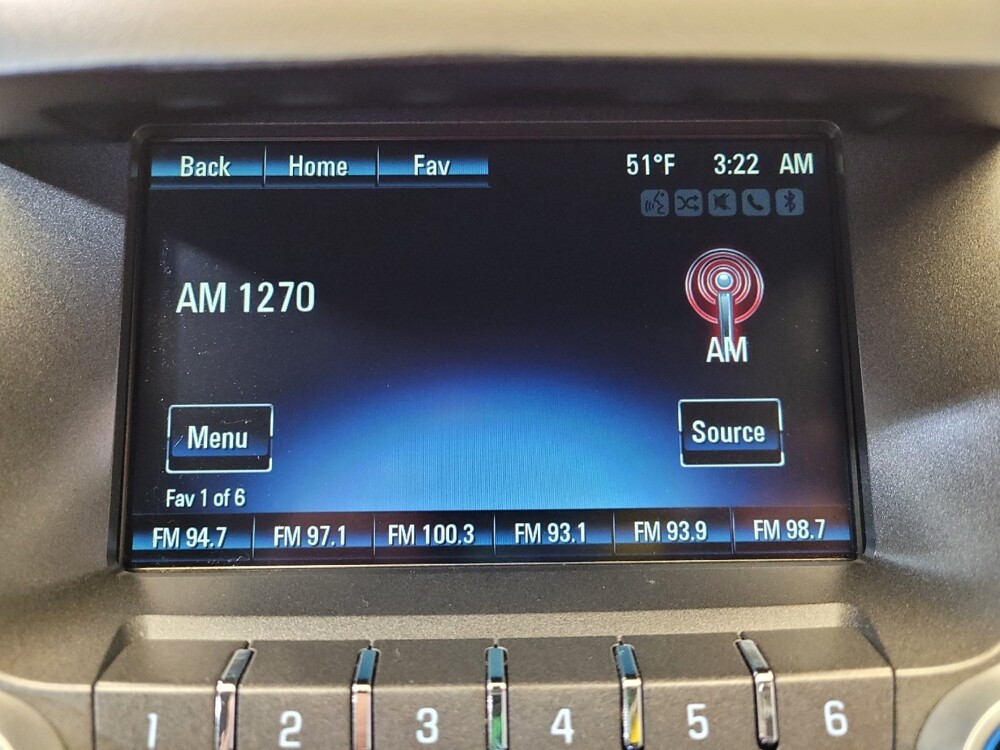 Back Home Fav 51°F 3:22 AM
AM 1270
AM
Menu Source
Fav 1 of 6
FM 94.7 FM 97.1 FM 100.3 FM 93.1 FM 93.9 FM 98.7
1 2 3 4 5 6